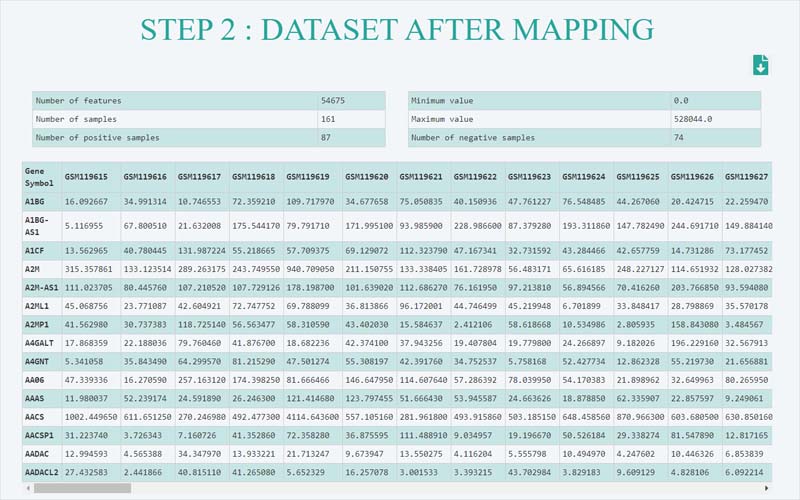 STEP 2 : DATASET AFTER MAPPING
Number of features 54675 Minimum value 0.0
Number of samples 161 Maximum value 528044.0
Number of positive samples 87 Number of negative samples 74
Gene Symbol GSM119615 GSM119616 GSM119617 GSM119618 GSM119619 GSM119620 GSM119621 GSM119622 GSM119623 GSM119624 GSM119625 GSM119626 GSM119627
A1BG 16.092667 34.991314 10.746553 72.359210 109.717970 34.677658 75.050835 40.150936 47.761227 76.548485 44.267060 20.424715 22.259470
A1BG-AS1 5.116955 67.800510 21.632008 175.544170 79.791710 171.995100 93.985900 228.986600 87.379280 193.311860 147.782490 244.691710 149.884140
A1CF 13.562965 40.780445 131.987224 55.218665 57.709375 69.129072 112.323790 47.167341 32.731592 43.284466 42.657759 14.731286 73.177452
A2M 315.357861 133.123514 289.263175 243.749550 940.709050 211.150755 133.338405 161.728978 56.483171 65.616185 248.227127 114.651932 128.027382
A2M-AS1 111.023705 80.445760 107.210520 107.729126 178.198700 101.639020 112.686270 76.161950 97.213810 56.894566 70.416260 203.766850 93.594080
A2ML1 45.068756 23.771087 42.604921 72.747752 69.788099 36.813866 96.172001 44.746499 45.219948 6.701899 33.848417 28.798869 35.570178
A2MP1 41.562980 30.737383 118.725140 56.563477 58.310590 43.402030 15.584637 2.412106 58.618668 10.534986 2.805935 158.843080 3.484567
A4GALT 17.868359 22.188036 79.760460 41.876700 18.682236 42.374100 37.943256 19.407804 19.779800 24.266897 9.182026 196.229160 32.567913
A4GNT 5.341058 35.843490 64.299570 81.215290 47.501274 55.308197 42.391760 34.752537 5.758168 52.427734 12.862328 55.219730 21.656881
AA06 47.339336 16.270590 257.163120 174.398250 81.666466 146.647950 114.607640 57.286392 78.039950 54.170383 21.898962 32.649963 80.265950
AAAS 11.980037 52.239174 24.591890 26.246300 121.414680 123.797455 51.666430 53.945587 24.663626 18.878850 62.335907 22.857597 9.249061
AACS 1002.449650 611.651250 270.246980 492.477300 4114.643600 557.105160 281.961800 493.915860 503.185150 648.458560 870.966300 603.680500 630.850160
AACSP1 31.223740 3.726343 7.160726 41.352860 72.358280 36.875595 111.488910 9.034957 19.196670 50.526184 29.338274 81.547890 12.817165
AADAC 12.994593 4.565388 34.347970 13.933221 21.713247 9.673947 13.550275 4.116204 5.555798 10.494970 4.247602 10.446326 6.853839
AADACL2 27.432583 2.441866 40.815110 41.265080 5.652329 16.257078 3.001533 3.393215 43.702984 3.829183 9.609129 4.828106 6.092214